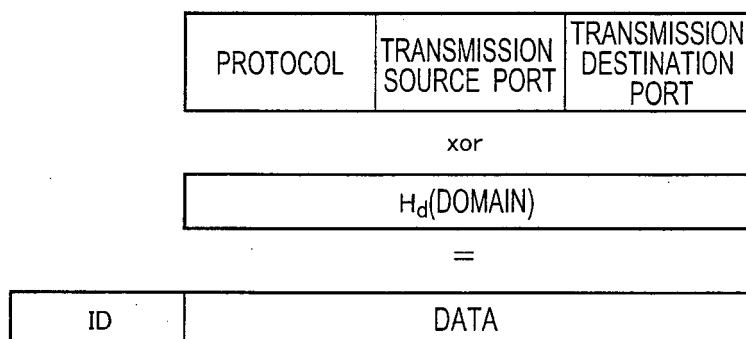 PROTOCOL
TRANSMISSION
SOURCE PORT
TRANSMISSION
DESTINATION
PORT
xor
Hd(DOMAIN)
=
ID
DATA